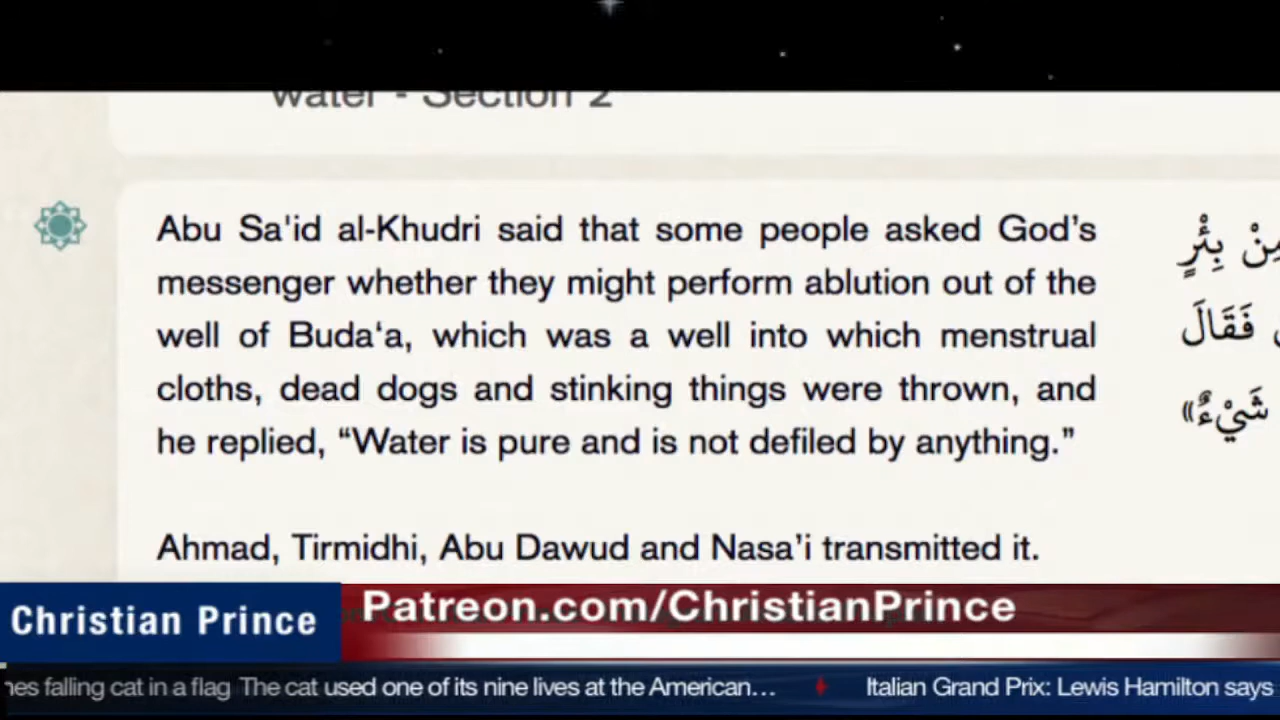 water - Section 2
Abu Sa'id al-Khudri said that some people asked God’s
messenger whether they might perform ablution out of the
well of Buda‘a, which was a well into which menstrual
cloths, dead dogs and stinking things were thrown, and
he replied, “Water is pure and is not defiled by anything.”
مِنْ بِئْرٍ
فَقَالَ
شَيْءٌ»
Ahmad, Tirmidhi, Abu Dawud and Nasa’i transmitted it.
Christian Prince
Patreon.com/ChristianPrince
falling cat in a flag The cat used one of its nine lives at the American... Italian Grand Prix: Lewis Hamilton says